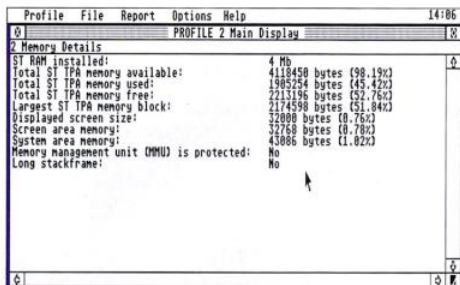 Profile File Report Options Help 14:06
PROFILE 2 Main Display
2 Memory Details
ST RAM installed: 4 Mb
Total ST TPA memory available: 4118450 bytes (98.19%)
Total ST TPA memory used: 1905254 bytes (45.42%)
Total ST TPA memory free: 2213196 bytes (52.76%)
Largest ST TPA memory block: 2174598 bytes (51.84%)
Displayed screen size: 32000 bytes (0.76%)
Screen area memory: 32768 bytes (0.78%)
System area memory: 43086 bytes (1.02%)
Memory management unit (MMU) is protected: No
Long stackframe: No